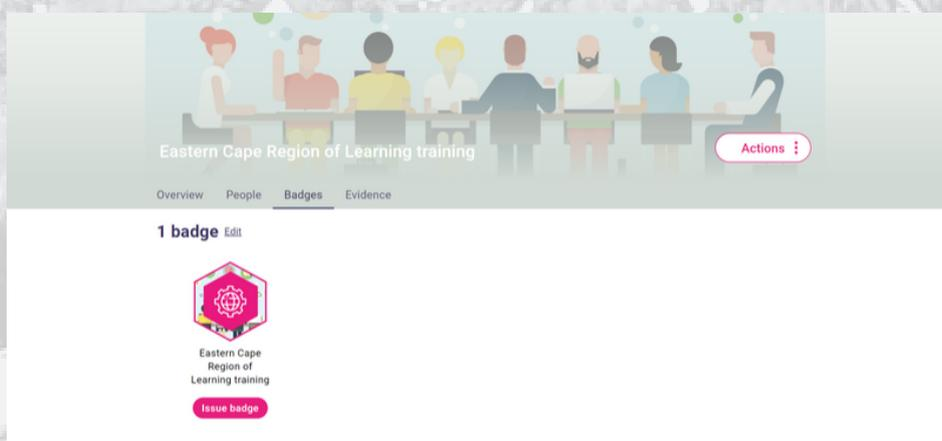 Eastern Cape Region of Learning training
Actions
Overview People Badges Evidence
1 badge Edit
Eastern Cape
Region of
Learning training
Issue badge